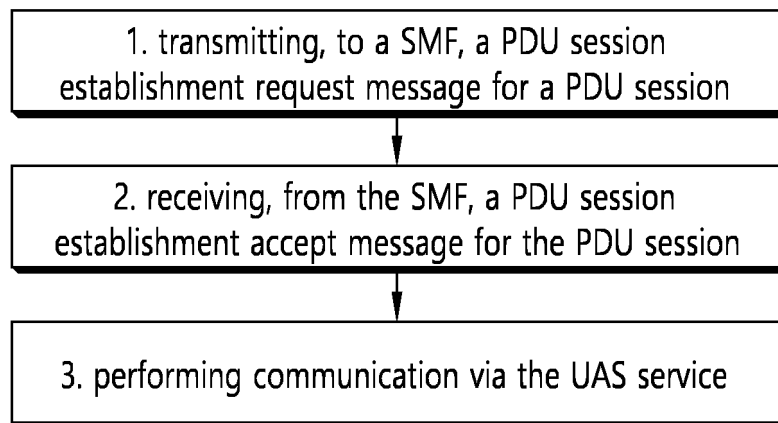 1. transmitting, to a SMF, a PDU session
establishment request message for a PDU session
2. receiving, from the SMF, a PDU session
establishment accept message for the PDU session
3. performing communication via the UAS service